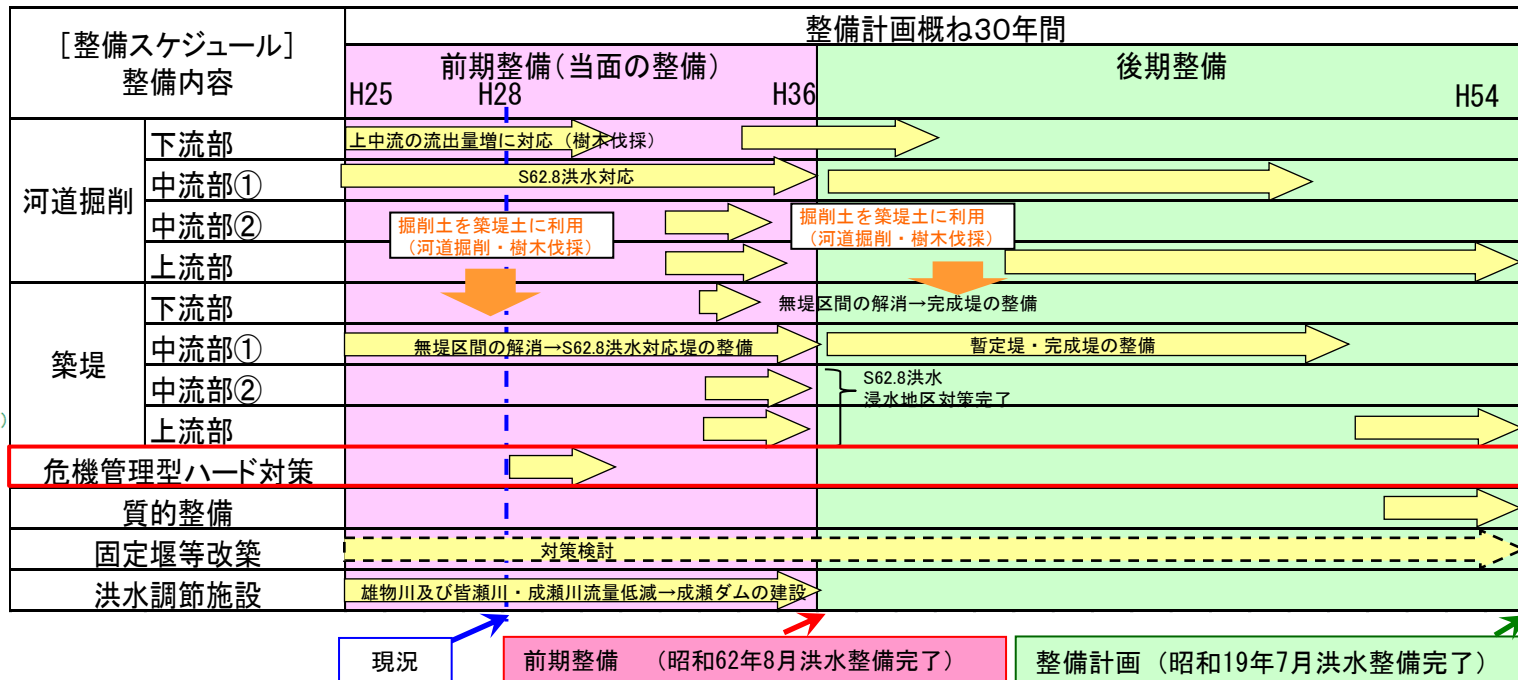 [整備スケジュール]
整備内容
整備計画概ね30年間
前期整備(当面の整備)
後期整備
H25
H28
H36
H54
河道掘削
下流部
上中流の流出量増に対応（樹木伐採）
中流部①
S62.8洪水対応
中流部②
上流部
掘削土を築堤土に利用
（河道掘削・樹木伐採）
掘削土を築堤土に利用
（河道掘削・樹木伐採）
築堤
下流部
無堤区間の解消→完成堤の整備
中流部①
無堤区間の解消→S62.8洪水対応堤の整備
暫定堤・完成堤の整備
中流部②
S62.8洪水
浸水地区対策完了
上流部
)
危機管理型ハード対策
質的整備
固定堰等改築
対策検討
洪水調節施設
雄物川及び皆瀬川・成瀬川流量低減→成瀬ダムの建設
現況
前期整備　（昭和62年8月洪水整備完了）
整備計画（昭和19年7月洪水整備完了）